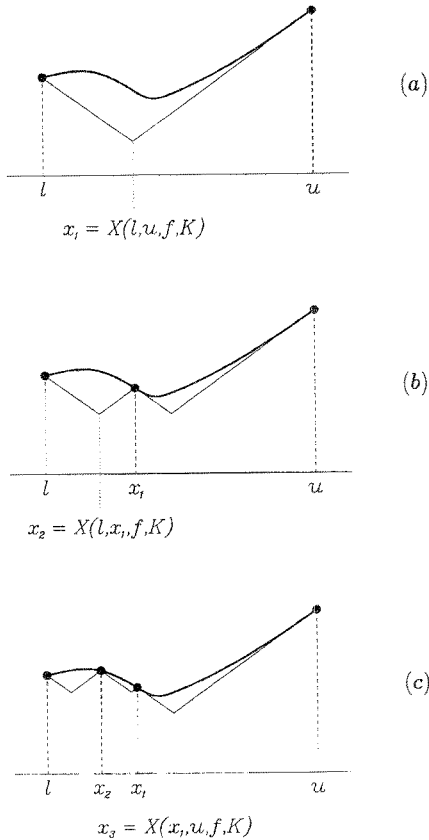 (a)
l u
x₁ = X(l,u,f,K)
(b)
l x₁ u
x₂ = X(l,x₁,f,K)
(c)
l x₂ x₁ u
x₃ = X(x₁,u,f,K)